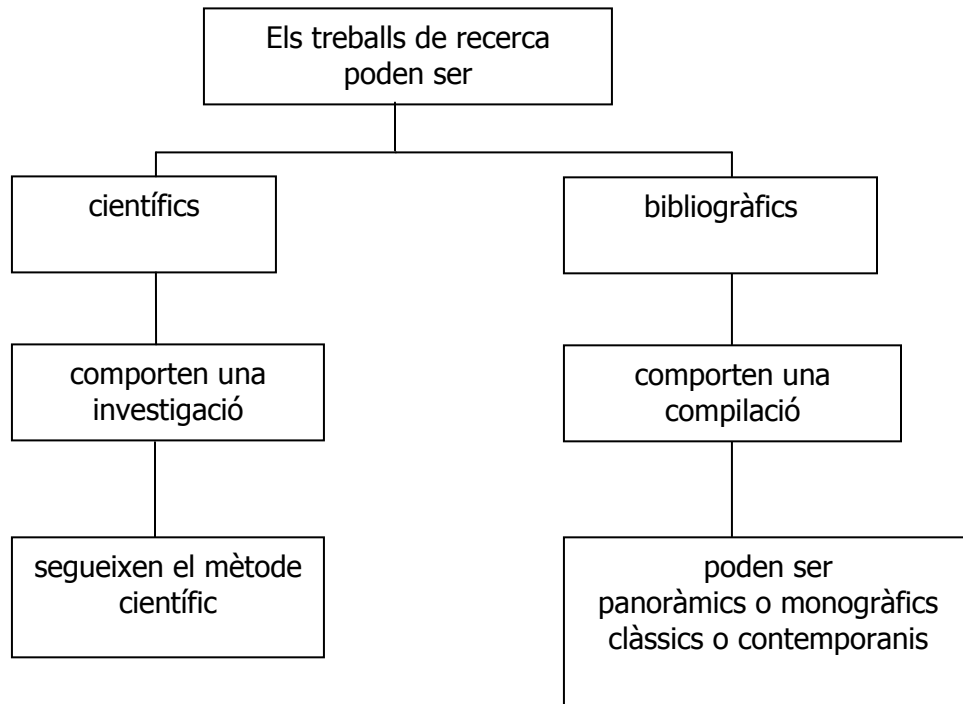 Els treballs de recerca
poden ser
científics
bibliogràfics
comporten una
investigació
comporten una
compilació
segueixen el mètode
científic
poden ser
panoràmics o monogràfics
clàssics o contemporanis